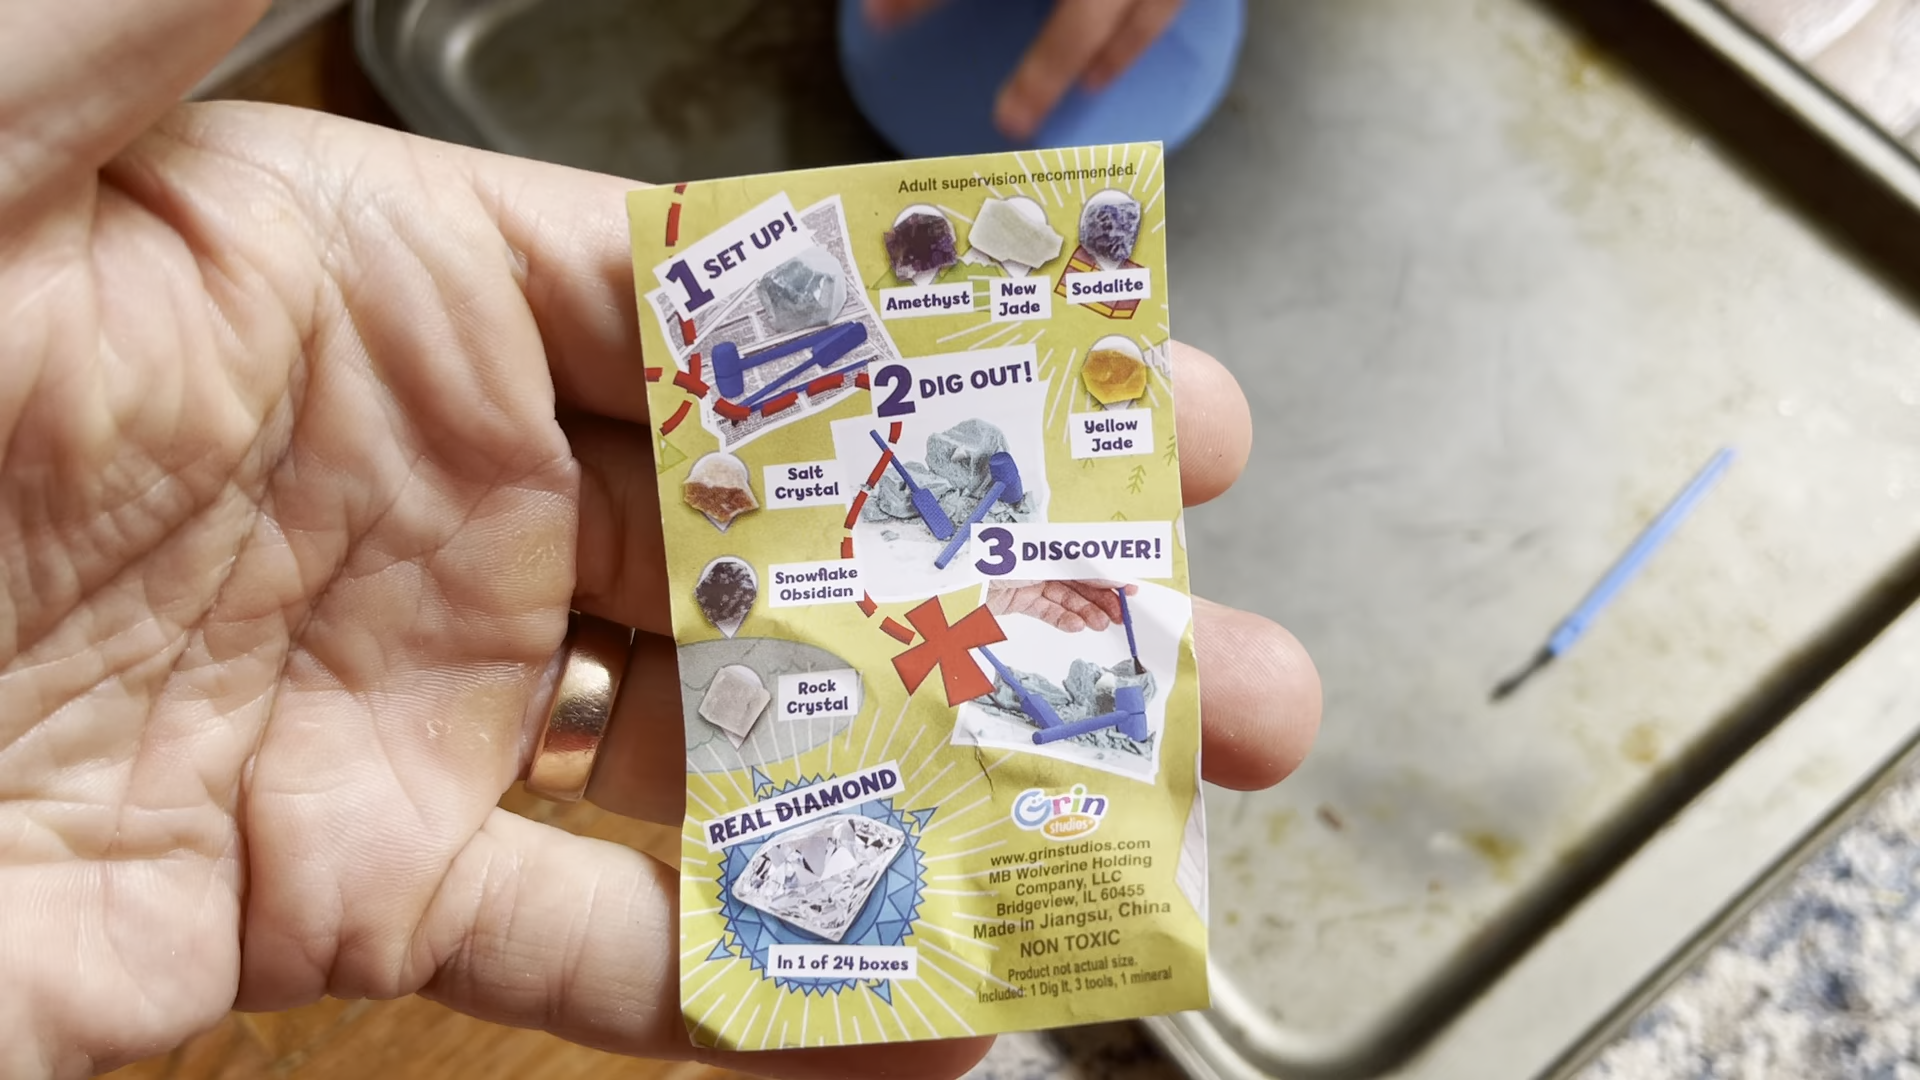 Adult supervision recommended.
1 SET UP!
Amethyst
New
Jade
Sodalite
2 DIG OUT!
Yellow
Jade
Salt
Crystal
3 DISCOVER!
Snowflake
Obsidian
Rock
Crystal
REAL DIAMOND
In 1 of 24 boxes
Grin
studios
www.grinstudios.com
MB Wolverine Holding
Company, LLC
Bridgeview, IL 60455
Made in Jiangsu, China
NON TOXIC
Product not actual size.
Included: 1 Dig It, 3 tools, 1 mineral